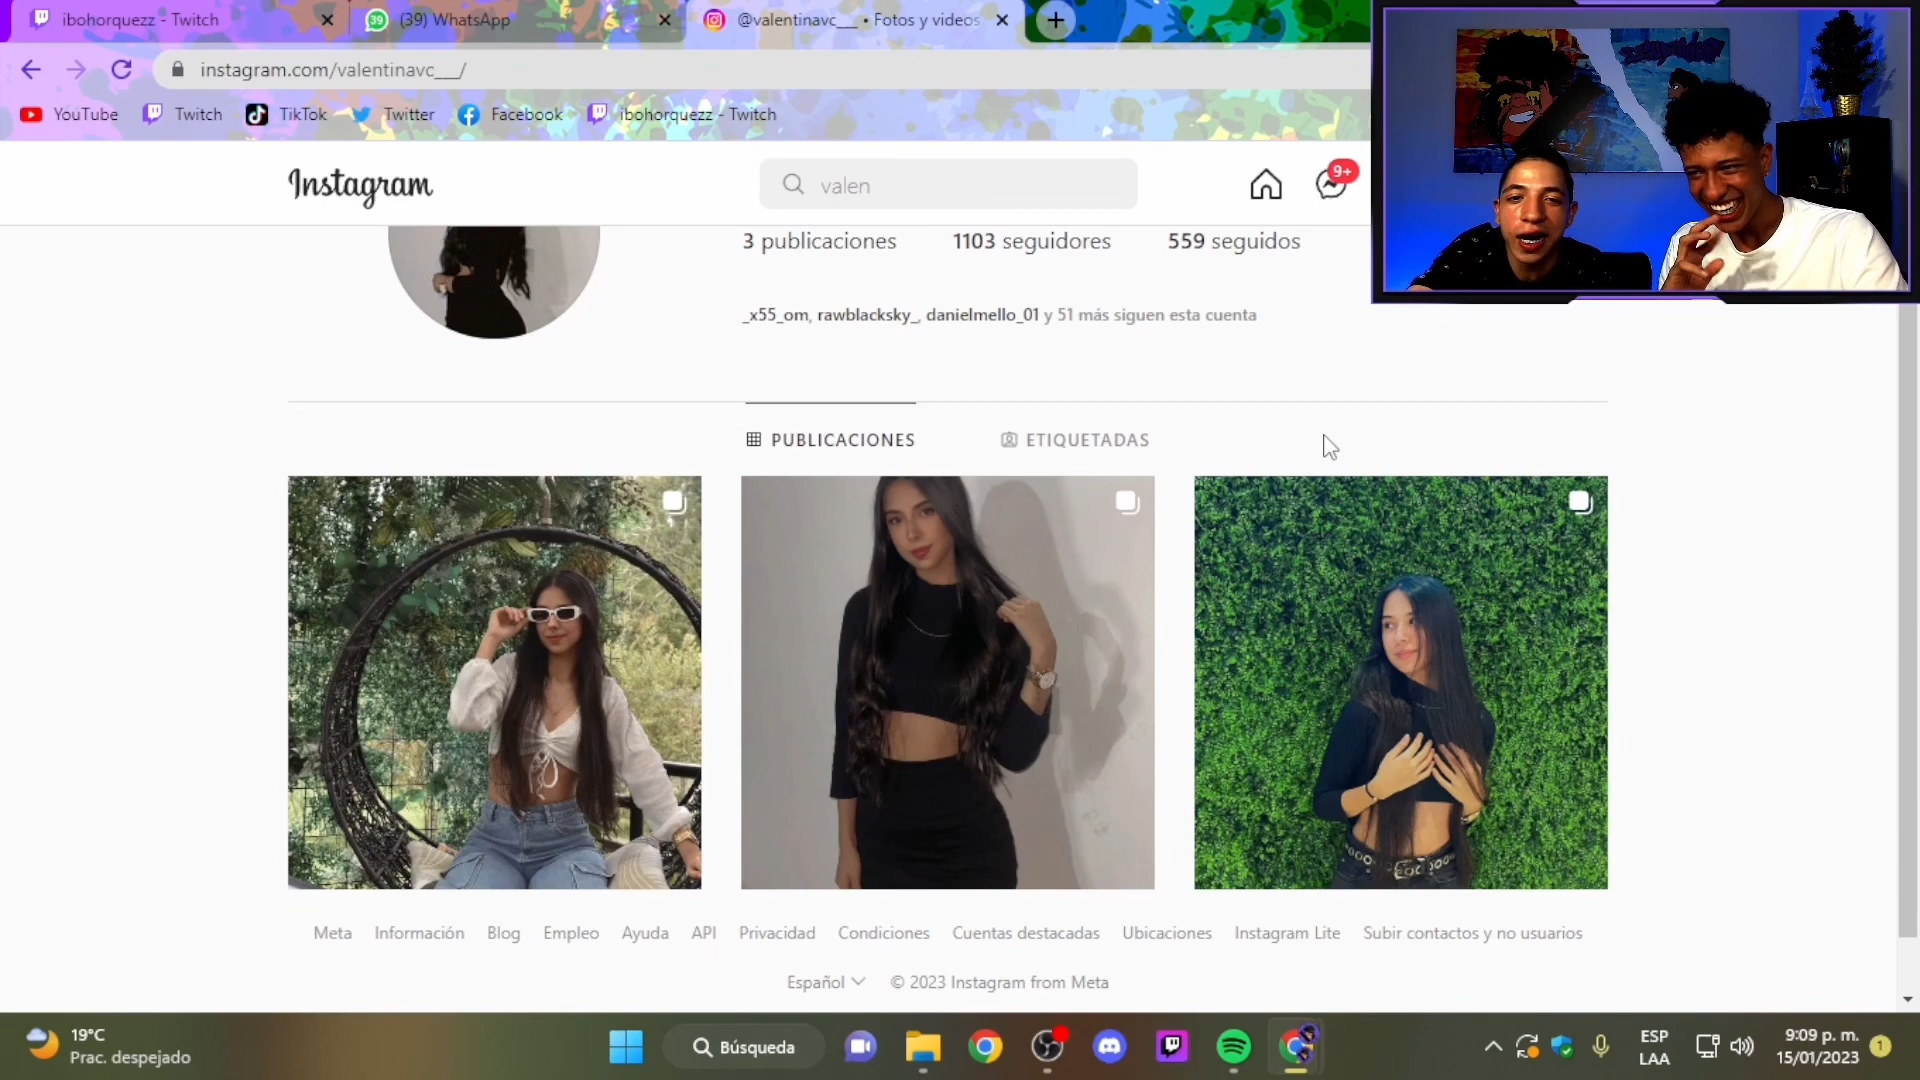 ibohorquezz - Twitch
(39) WhatsApp
@valentinavc___ • Fotos y videos
instagram.com/valentinavc___/
YouTube
Twitch
TikTok
Twitter
Facebook
ibohorquezz - Twitch
Instagram
valen
9+
3 publicaciones
1103 seguidores
559 seguidos
_x55_om, rawblacksky_, danielmello_01 y 51 más siguen esta cuenta
PUBLICACIONES
ETIQUETADAS
Meta
Información
Blog
Empleo
Ayuda
API
Privacidad
Condiciones
Cuentas destacadas
Ubicaciones
Instagram Lite
Subir contactos y no usuarios
Español
© 2023 Instagram from Meta
19°C
Prac. despejado
Búsqueda
ESP
LAA
9:09 p. m.
15/01/2023
1